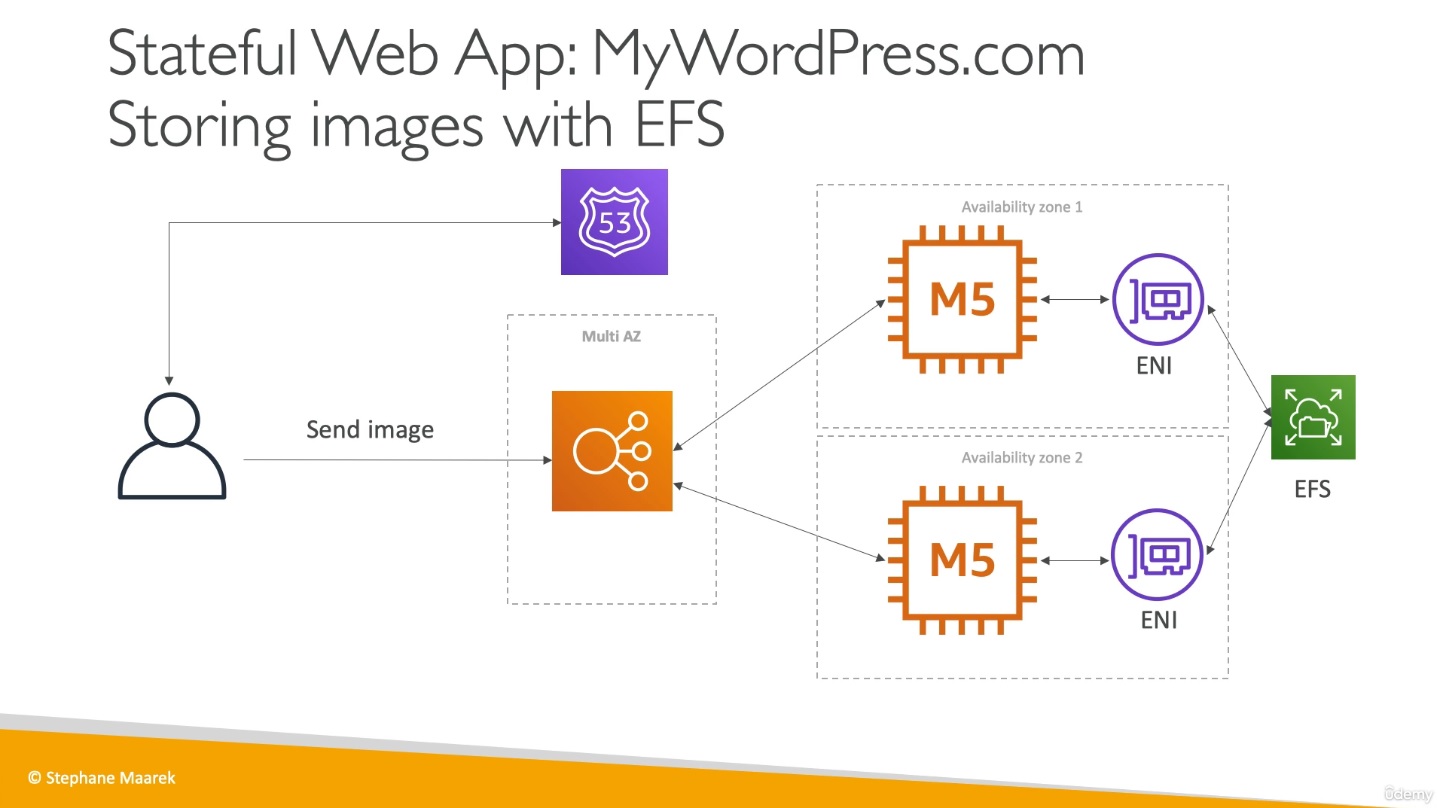 Stateful Web App: MyWordPress.com
Storing images with EFS
53
Availability zone 1
M5
ENI
Multi AZ
Send image
EFS
Availability zone 2
M5
ENI
© Stephane Maarek
ûdemy